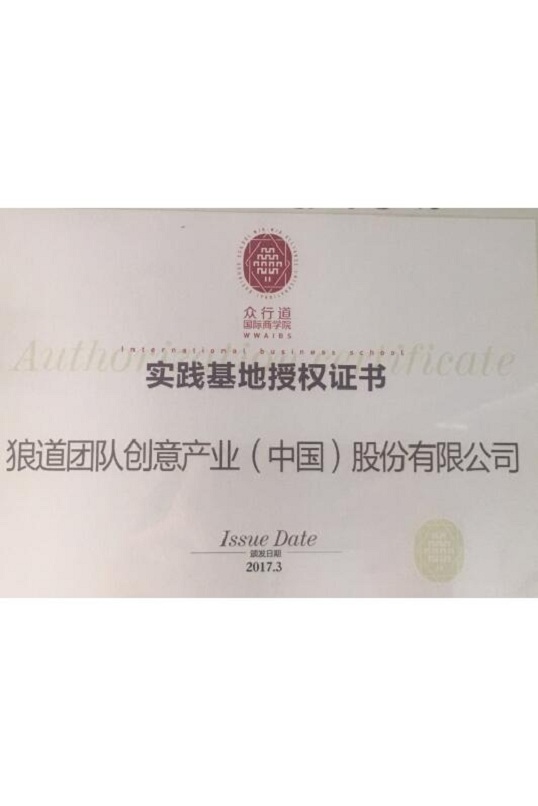 众行道
国际商学院
WWAIBS
Authorization Certificate
international business school
实践基地授权证书
狼道团队创意产业（中国）股份有限公司
Issue Date
颁发日期
2017.3